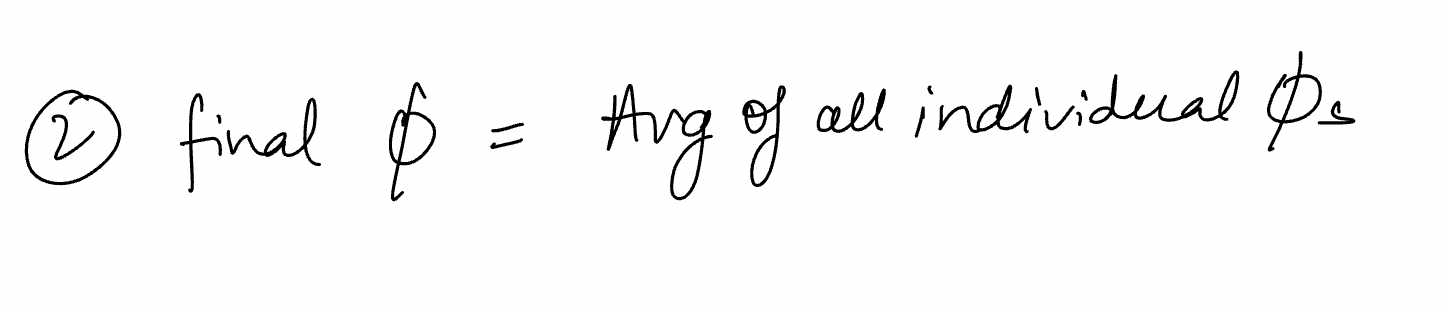 ② final ϕ = Avg of all individual ϕs